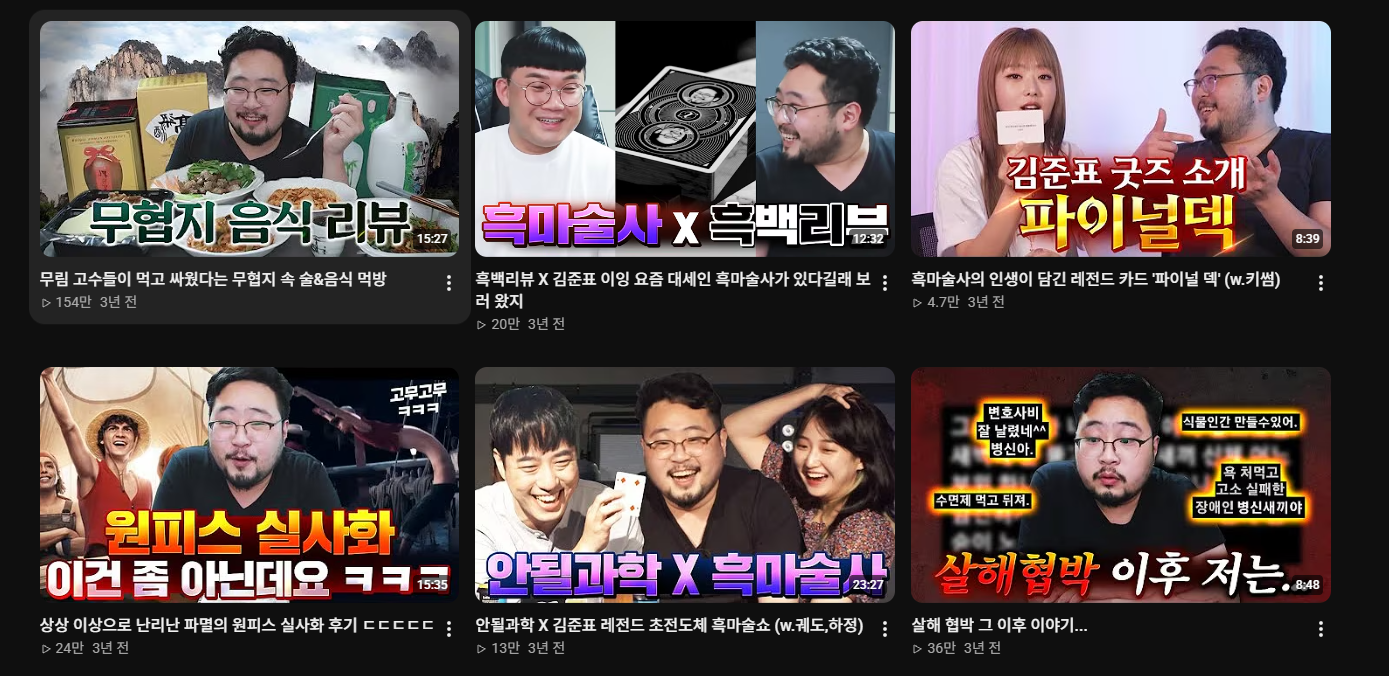 무협지 음식 리뷰
15:27
무림 고수들이 먹고 싸웠다는 무협지 속 술&음식 먹방
154만 3년 전
흑마술사 X 흑백리뷰
12:32
흑백리뷰 X 김준표 이잉 요즘 대세인 흑마술사가 있다길래 보
러 왔지
20만 3년 전
김준표 굿즈 소개
파이널덱
8:39
흑마술사의 인생이 담긴 레전드 카드 '파이널 덱' (w.키썸)
4.7만 3년 전
고무고무
ㅋㅋㅋ
원피스 실사화
이건 좀 아닌데요 ㅋㅋㅋ
15:35
상상 이상으로 난리난 파멸의 원피스 실사화 후기 ㄷㄷㄷㄷㄷ
24만 3년 전
안될과학 X 흑마술사
23:27
안될과학 X 김준표 레전드 초전도체 흑마술쇼 (w.궤도,하정)
13만 3년 전
변호사비
잘 날렸네^^
병신아.
식물인간 만들수있어.
수면제 먹고 뒤져.
욕 처먹고
고소 실패한
장애인 병신새끼야
살해협박 이후 저는..
8:48
살해 협박 그 이후 이야기...
36만 3년 전